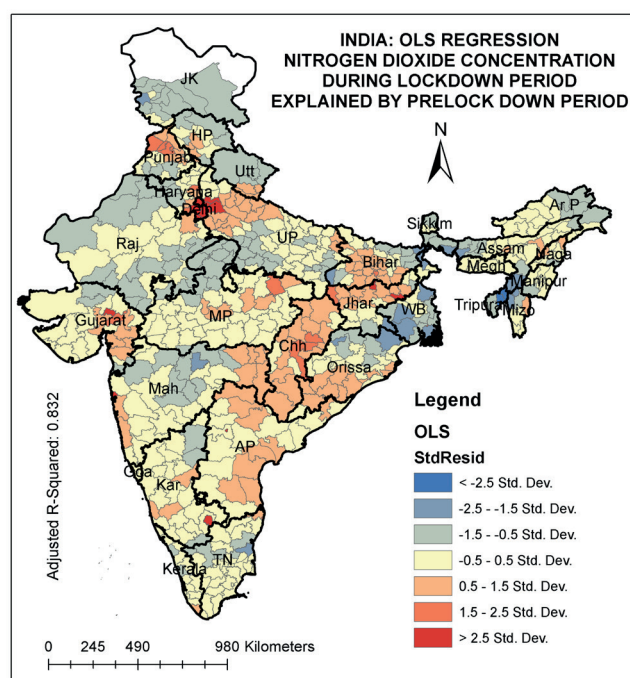 INDIA: OLS REGRESSION
NITROGEN DIOXIDE CONCENTRATION
DURING LOCKDOWN PERIOD
EXPLAINED BY PRELOCK DOWN PERIOD
N
JK
HP
Punjab
Utt
Haryana
Delhi
Raj
UP
Sikkim
Ar P
Assam
Naga
Megh
Manipur
Bihar
Tripura
Mizo
Jhar
WB
Gujarat
MP
Chh
Orissa
Mah
AP
Goa
Kar
Kerala
TN
Adjusted R-Squared: 0.832
Legend
OLS
StdResid
< -2.5 Std. Dev.
-2.5 - -1.5 Std. Dev.
-1.5 - -0.5 Std. Dev.
-0.5 - 0.5 Std. Dev.
0.5 - 1.5 Std. Dev.
1.5 - 2.5 Std. Dev.
> 2.5 Std. Dev.
0 245 490 980 Kilometers